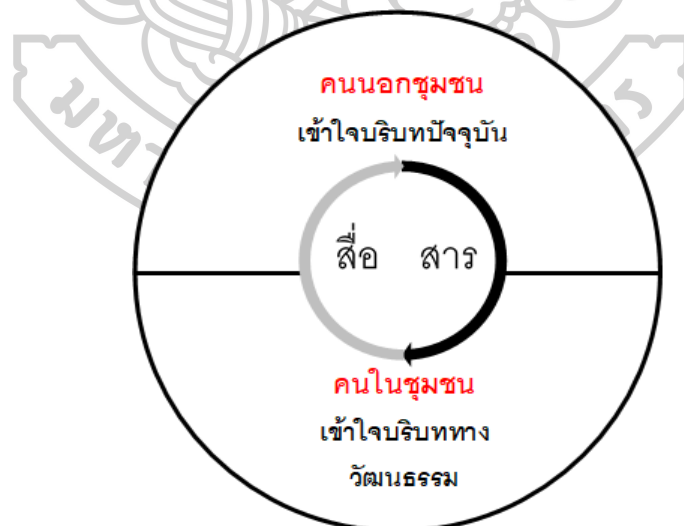 คนนอกชุมชน
เข้าใจบริบทปัจจุบัน
สื่อ สาร
คนในชุมชน
เข้าใจบริบททาง
วัฒนธรรม